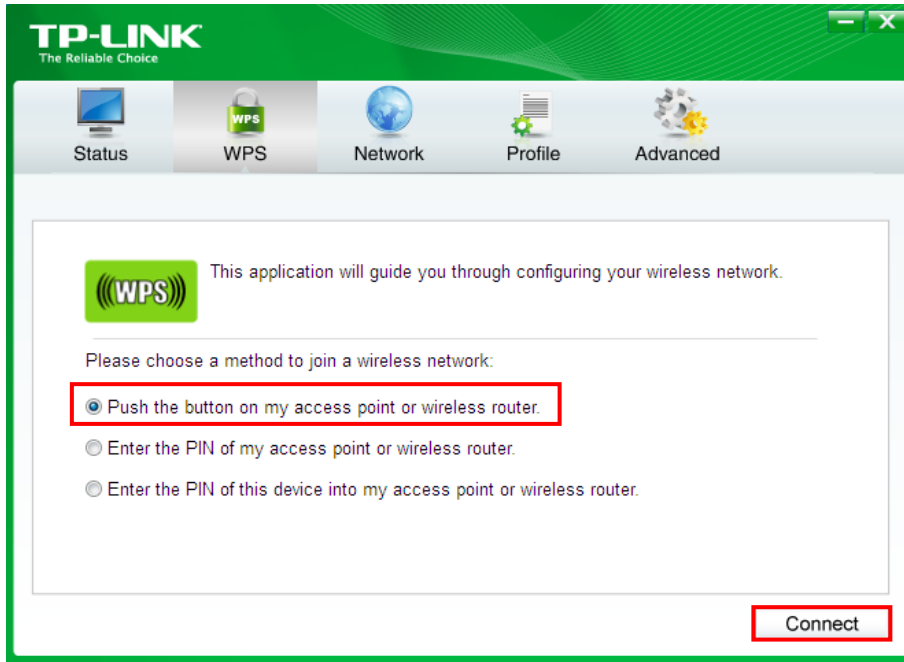 TP-LINK
The Reliable Choice
Status
WPS
WPS
Network
Profile
Advanced
(((WPS)))
This application will guide you through configuring your wireless network.
Please choose a method to join a wireless network:
Push the button on my access point or wireless router.
Enter the PIN of my access point or wireless router.
Enter the PIN of this device into my access point or wireless router.
Connect